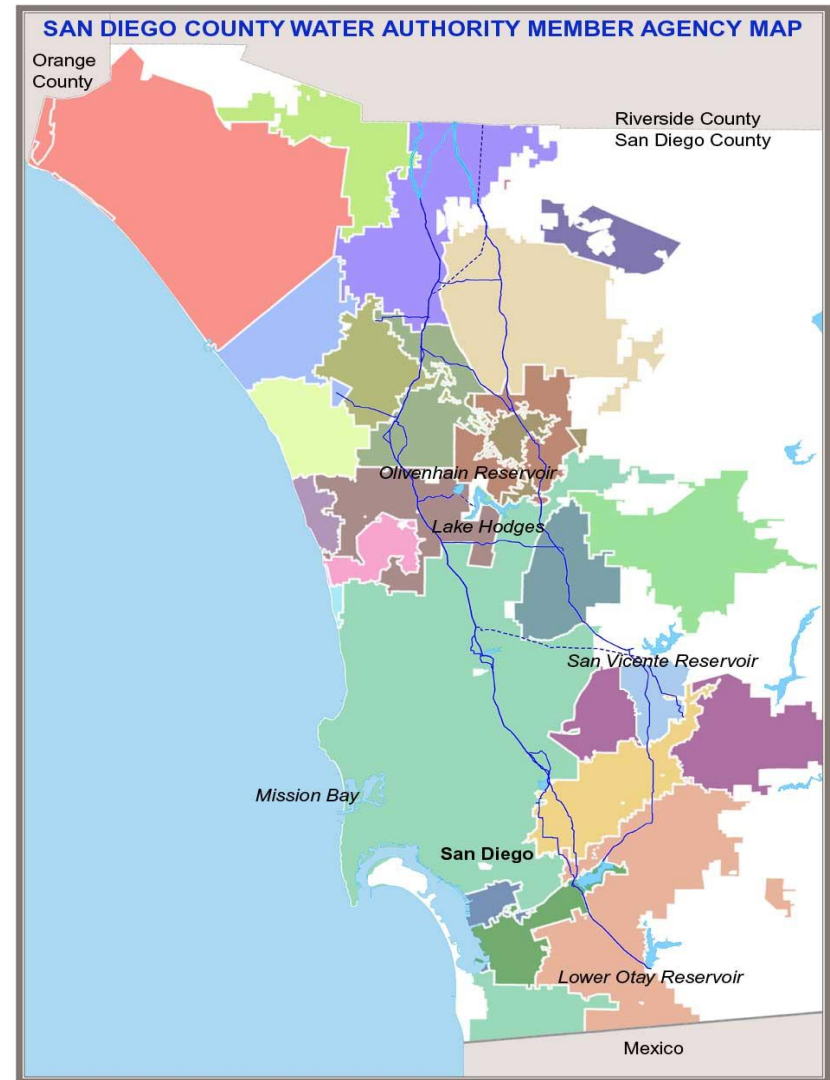 SAN DIEGO COUNTY WATER AUTHORITY MEMBER AGENCY MAP
Orange
County
Riverside County
San Diego County
Olivenhain Reservoir
Lake Hodges
San Vicente Reservoir
Mission Bay
San Diego
Lower Otay Reservoir
Mexico